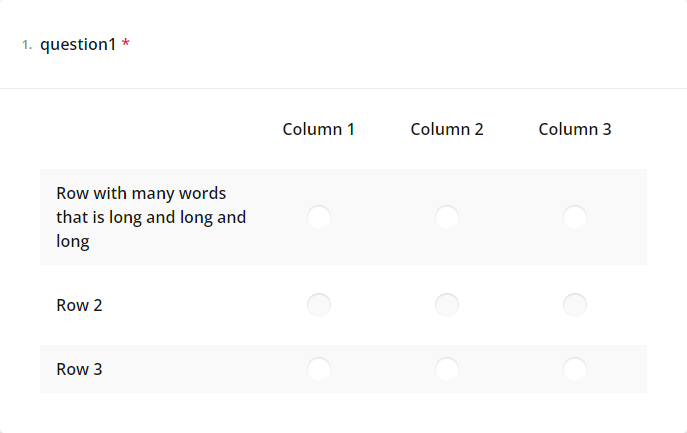 1. question1 *
Column 1 Column 2 Column 3
Row with many words
that is long and long and
long
Row 2
Row 3